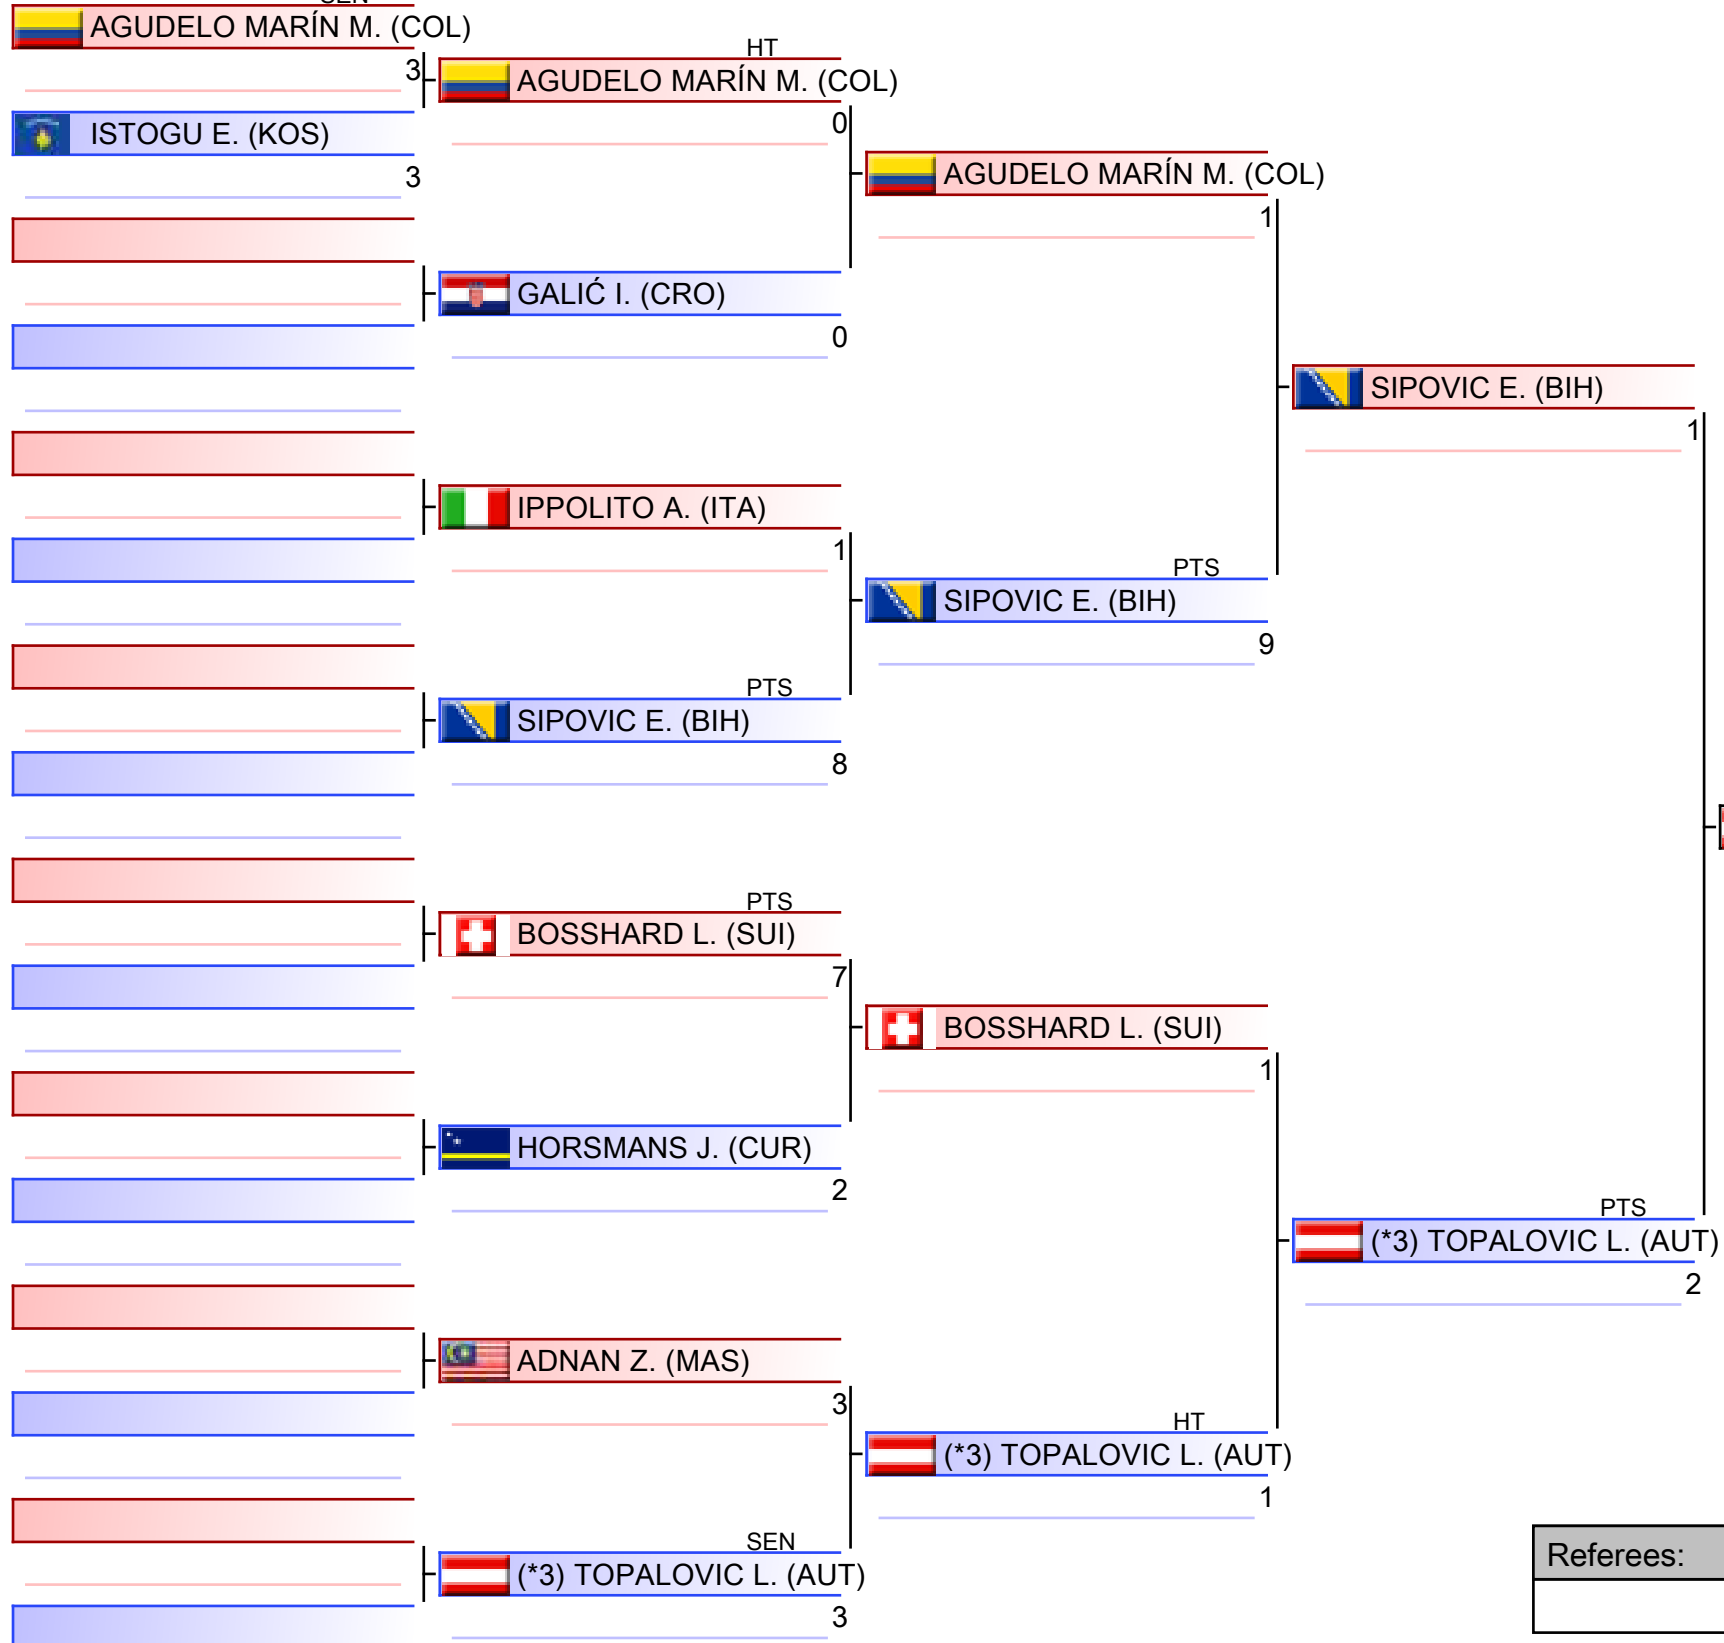 AGUDELO MARÍN M. (COL)
3
ISTOGU E. (KOS)
3
HT
AGUDELO MARÍN M. (COL)
0
GALIĆ I. (CRO)
0
IPPOLITO A. (ITA)
1
PTS
SIPOVIC E. (BIH)
8
PTS
BOSSHARD L. (SUI)
7
HORSMANS J. (CUR)
2
ADNAN Z. (MAS)
3
SEN
(*3) TOPALOVIC L. (AUT)
3
AGUDELO MARÍN M. (COL)
1
PTS
SIPOVIC E. (BIH)
9
BOSSHARD L. (SUI)
1
HT
(*3) TOPALOVIC L. (AUT)
1
SIPOVIC E. (BIH)
1
PTS
(*3) TOPALOVIC L. (AUT)
2
Referees: